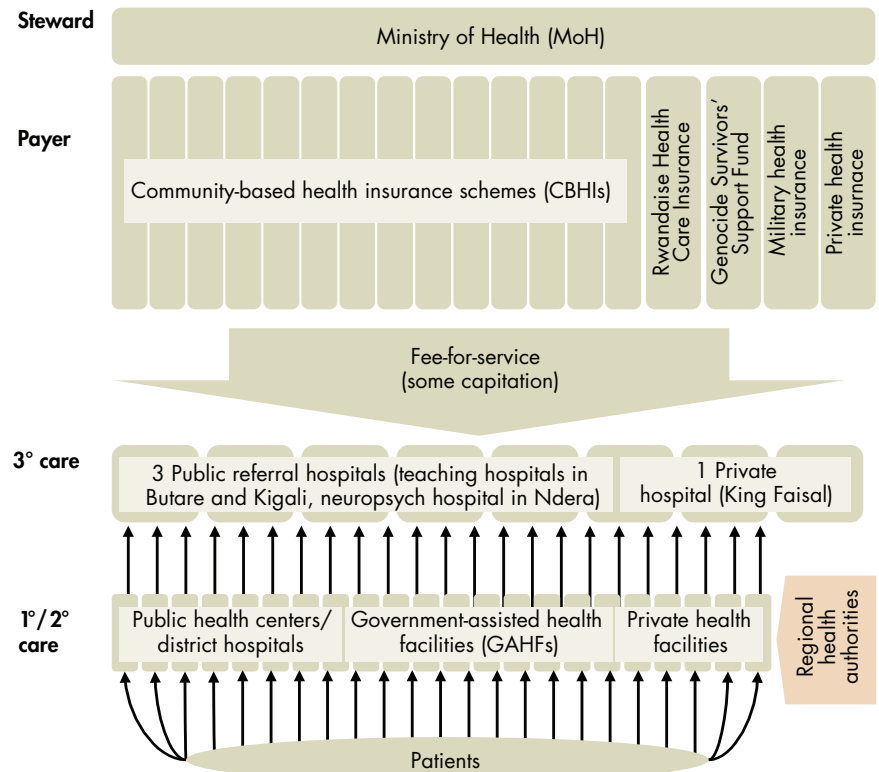 Steward
Ministry of Health (MoH)
Payer
Community-based health insurance schemes (CBHIs)
Rwandaise Health
Care Insurance
Genocide Survivors'
Support Fund
Military health
insurance
Private health
insurnace
Fee-for-service
(some capitation)
3° care
3 Public referral hospitals (teaching hospitals in
Butare and Kigali, neuropsych hospital in Ndera)
1 Private
hospital (King Faisal)
1°/2°
care
Public health centers/
district hospitals
Government-assisted health
facilities (GAHFs)
Private health
facilities
Regional
health
authorities
Patients